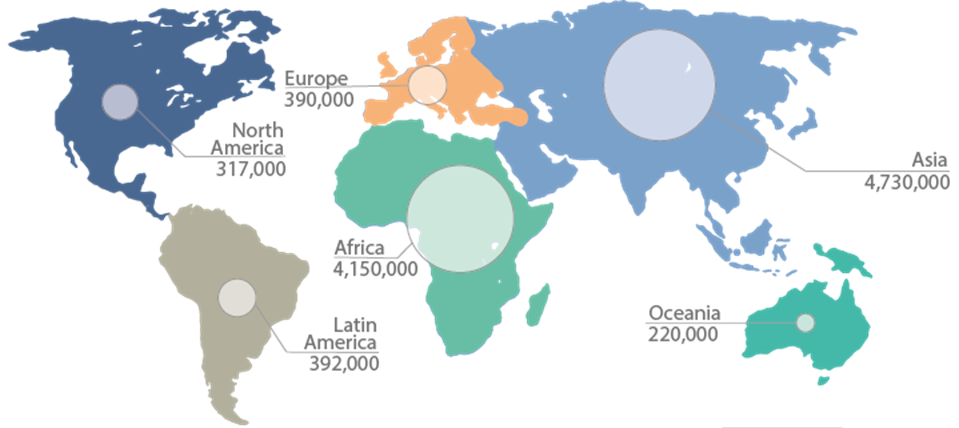 Europe
390,000
North
America
317,000
Asia
4,730,000
Africa
4,150,000
Latin
America
392,000
Oceania
220,000